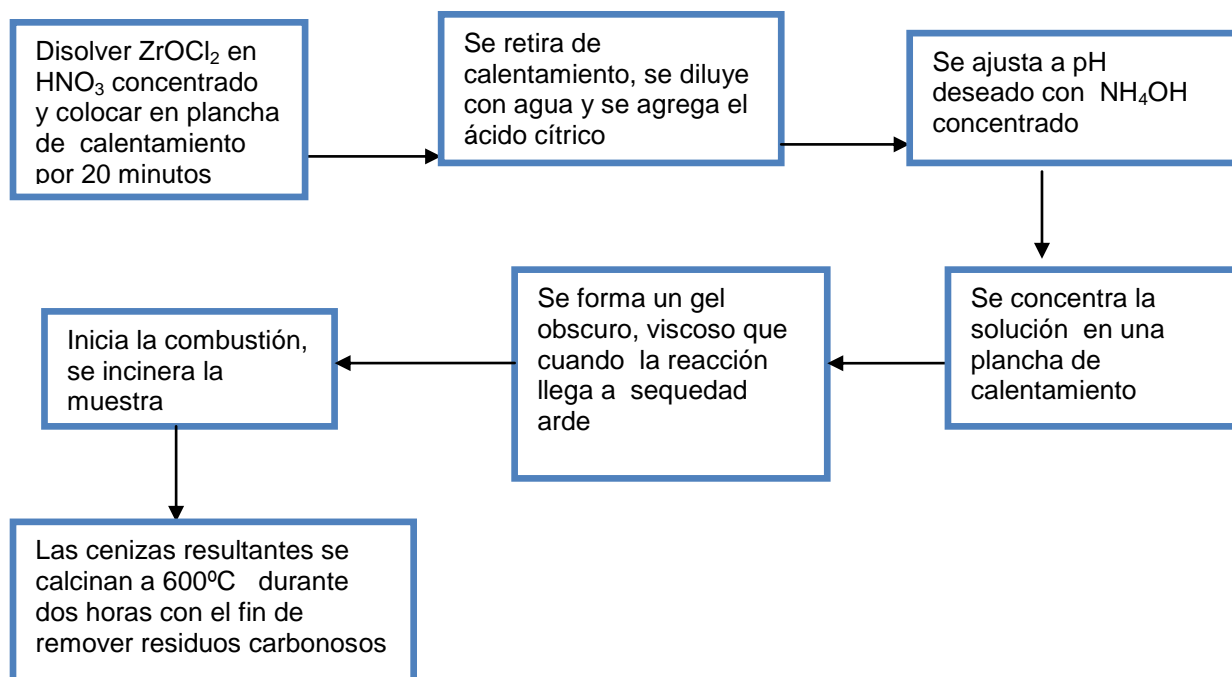 Disolver ZrOCl₂ en
HNO₃ concentrado
y colocar en plancha
de calentamiento
por 20 minutos
Se retira de
calentamiento, se diluye
con agua y se agrega el
ácido cítrico
Se ajusta a pH
deseado con NH₄OH
concentrado
Se concentra la
solución en una
plancha de
calentamiento
Se forma un gel
obscuro, viscoso que
cuando la reacción
llega a sequedad
arde
Inicia la combustión,
se incinera la
muestra
Las cenizas resultantes se
calcinan a 600ºC durante
dos horas con el fin de
remover residuos carbonosos